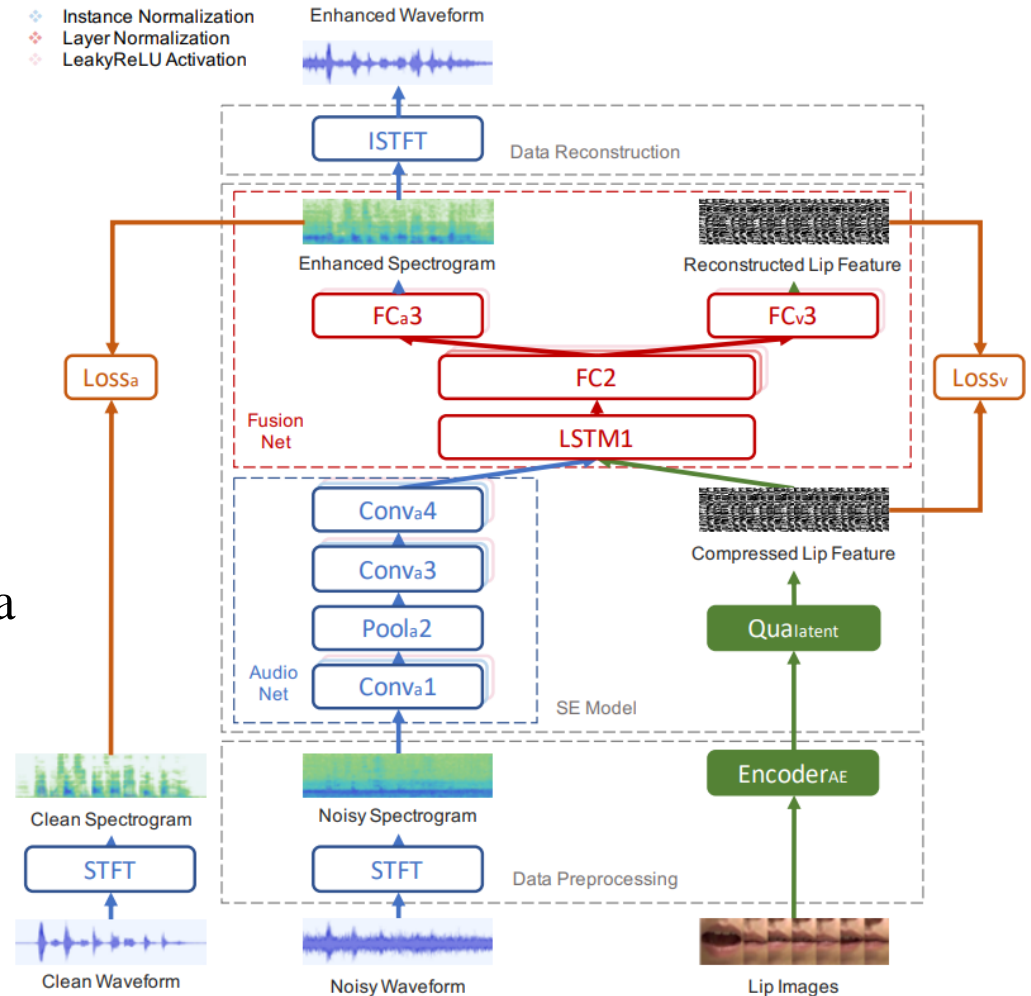 Instance Normalization
Layer Normalization
LeakyReLU Activation
Enhanced Waveform
ISTFT
Data Reconstruction
Enhanced Spectrogram
Reconstructed Lip Feature
FCa3
FCv3
Lossa
FC2
Lossv
Fusion
Net
LSTM1
Conva4
Compressed Lip Feature
Conva3
a
Poola2
Qualatent
Audio
Net
Conva1
SE Model
EncoderAE
Clean Spectrogram
Noisy Spectrogram
STFT
STFT
Data Preprocessing
Clean Waveform
Noisy Waveform
Lip Images